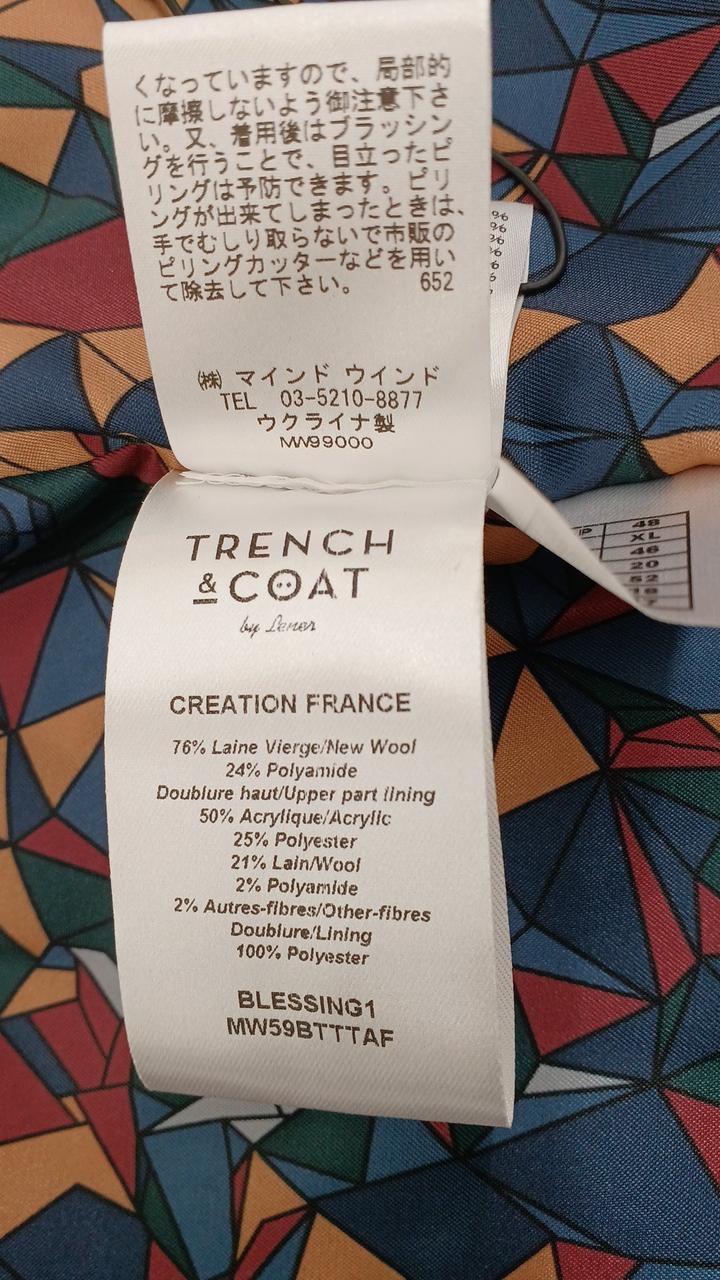 くなっていますので、局部的
に摩擦しないよう御注意下さ
い。又、着用後はブラッシン
グを行うことで、目立ったピ
リングは予防できます。ピリ
ングが出来てしまったときは、
手でむしり取らないで市販の
ピリングカッターなどを用い
て除去して下さい。 652
㈱ マインド ウインド
TEL 03-5210-8877
ウクライナ製
MW99000
TRENCH
& COAT
by Lener
CREATION FRANCE
76% Laine Vierge/New Wool
24% Polyamide
Doublure haut/Upper part lining
50% Acrylique/Acrylic
25% Polyester
21% Lain/Wool
2% Polyamide
2% Autres-fibres/Other-fibres
Doublure/Lining
100% Polyester
BLESSING1
MW59BTTTAF
48
XL
46
20
52